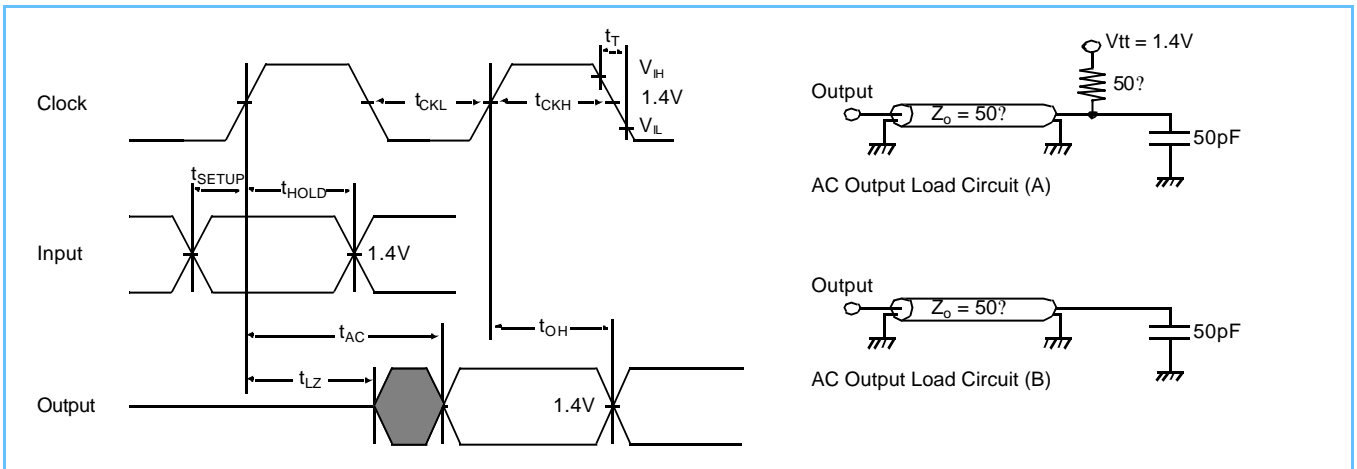 Clock
tCKL
tCKH
tT
VIH
1.4V
VIL
tSETUP
tHOLD
Input
1.4V
tAC
tOH
tLZ
Output
1.4V
Vtt = 1.4V
50?
Output
Zo = 50?
50pF
AC Output Load Circuit (A)
Output
Zo = 50?
50pF
AC Output Load Circuit (B)